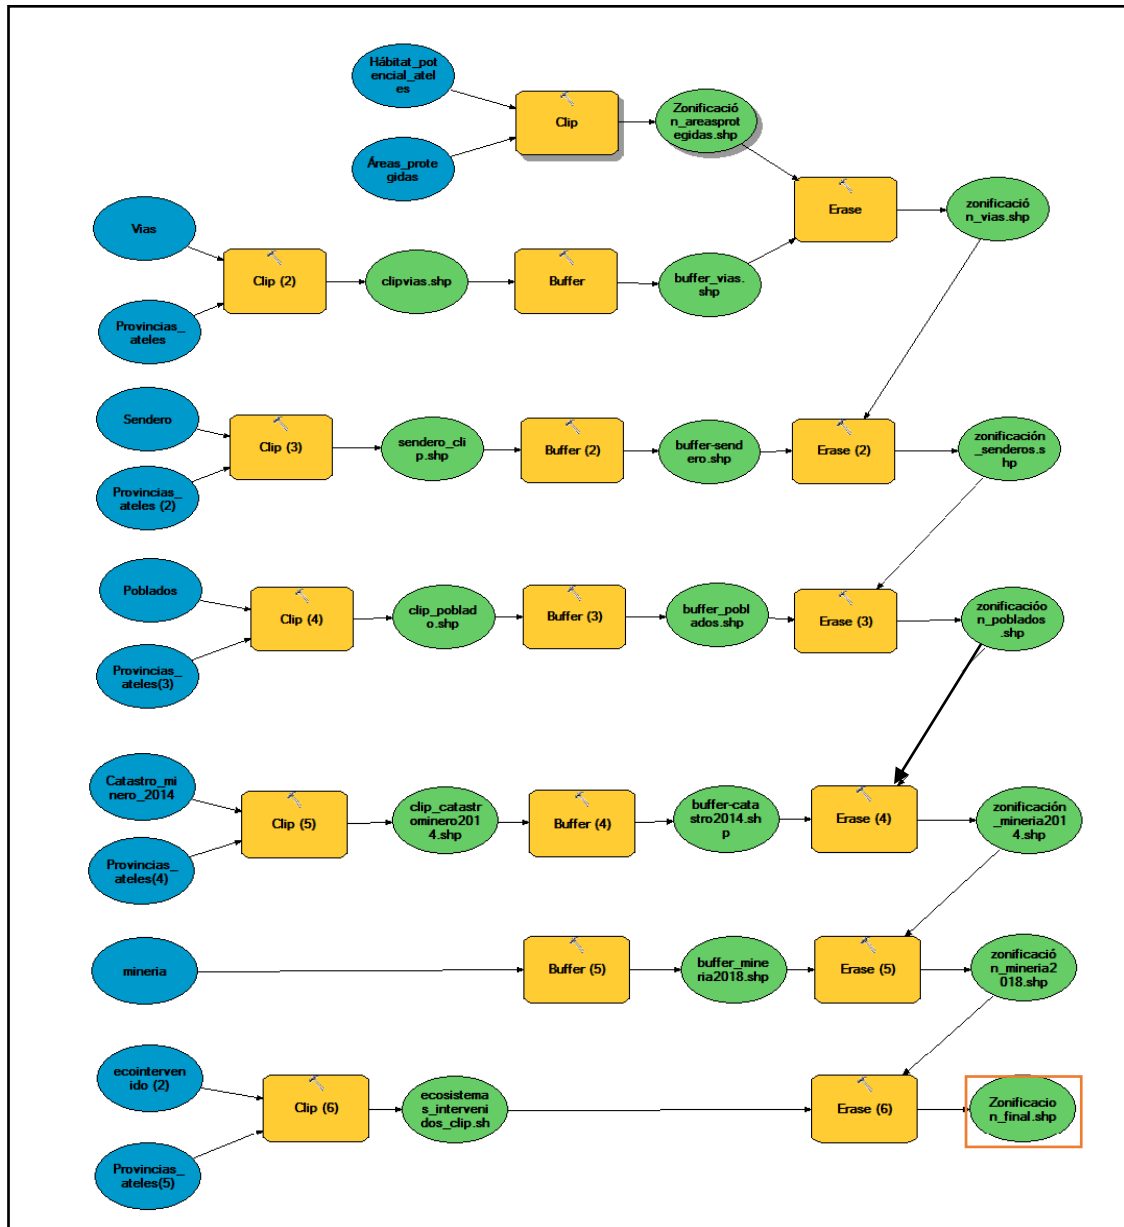 Hábitat_pot
encial_atel
es
Clip
Zonificació
n_areasprot
egidas.shp
Áreas_prote
gidas
Erase
zonificació
n_vias.shp
Vias
Clip (2)
clipvias.shp
Buffer
buffer_vias.
shp
Provincias_
ateles
Sendero
Clip (3)
sendero_cli
p.shp
Buffer (2)
buffer-send
ero.shp
Erase (2)
zonificación
_senderos.s
hp
Provincias_
ateles (2)
Poblados
Clip (4)
clip_pobla
do.shp
Buffer (3)
buffer_pobl
ados.shp
Erase (3)
zonificacióo
n_poblados
.shp
Provincias_
ateles(3)
Catastro_mi
nero_2014
Clip (5)
clip_catast
rominero201
4.shp
Buffer (4)
buffer-cata
stro2014.sh
p
Erase (4)
zonificación
_mineria201
4.shp
Provincias_
ateles(4)
mineria
Buffer (5)
buffer_mine
ria2018.shp
Erase (5)
zonificació
n_mineria2
018.shp
ecointerven
ido (2)
Clip (6)
ecosistema
s_interveni
dos_clip.sh
Erase (6)
Zonificacio
n_final.shp
Provincias_
ateles(5)